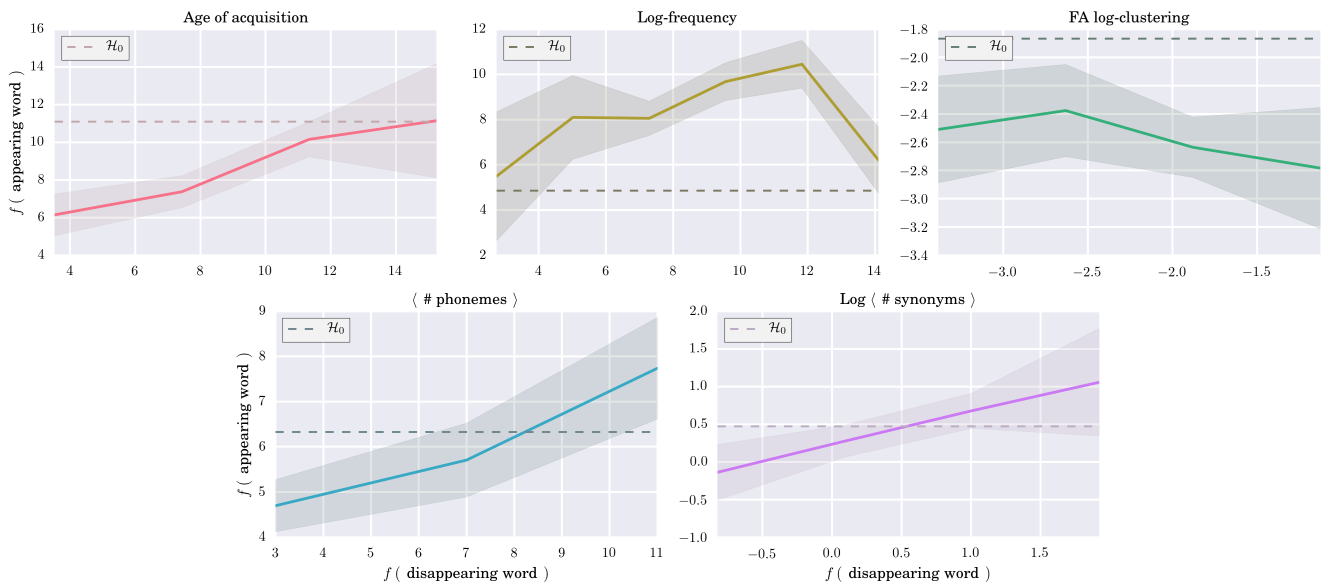 Age of acquisition
Log-frequency
FA log-clustering
f ( appearing word )
16
14
12
10
8
6
4
ℋ₀
4 6 8 10 12 14
12
10
8
6
4
2
ℋ₀
4 6 8 10 12 14
−1.8
−2.0
−2.2
−2.4
−2.6
−2.8
−3.0
−3.2
−3.4
ℋ₀
−3.0 −2.5 −2.0 −1.5
⟨ # phonemes ⟩
Log ⟨ # synonyms ⟩
f ( appearing word )
9
8
7
6
5
4
ℋ₀
3 4 5 6 7 8 9 10 11
f ( disappearing word )
2.0
1.5
1.0
0.5
0.0
−0.5
−1.0
ℋ₀
−0.5 0.0 0.5 1.0 1.5
f ( disappearing word )